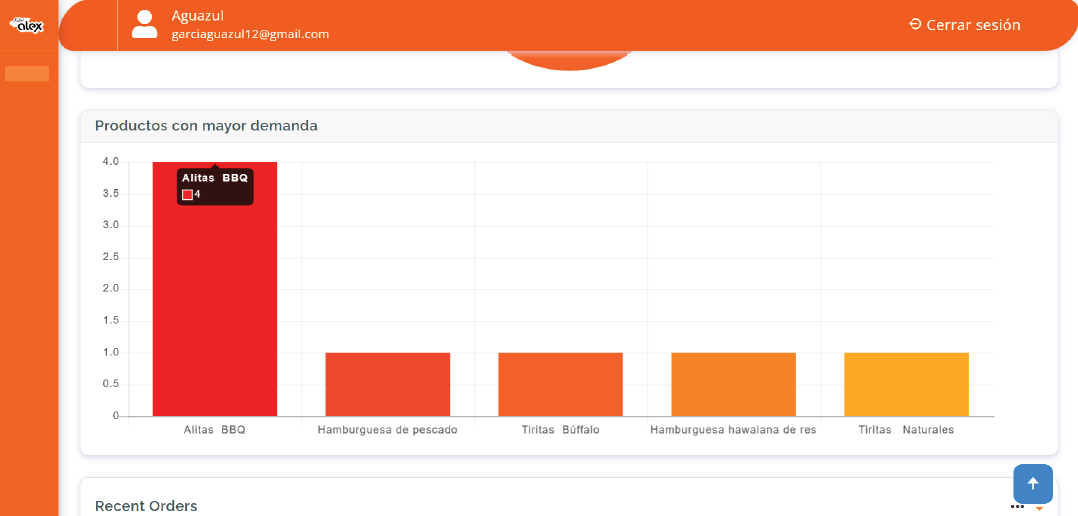 alex
Aguazul
garciaguazul12@gmail.com
Cerrar sesión
Productos con mayor demanda
4.0
3.5
3.0
2.5
2.0
1.5
1.0
0.5
0
Alitas BBQ
4
Alitas BBQ
Hamburguesa de pescado
Tiritas Búffalo
Hamburguesa hawaiana de res
Tiritas Naturales
Recent Orders